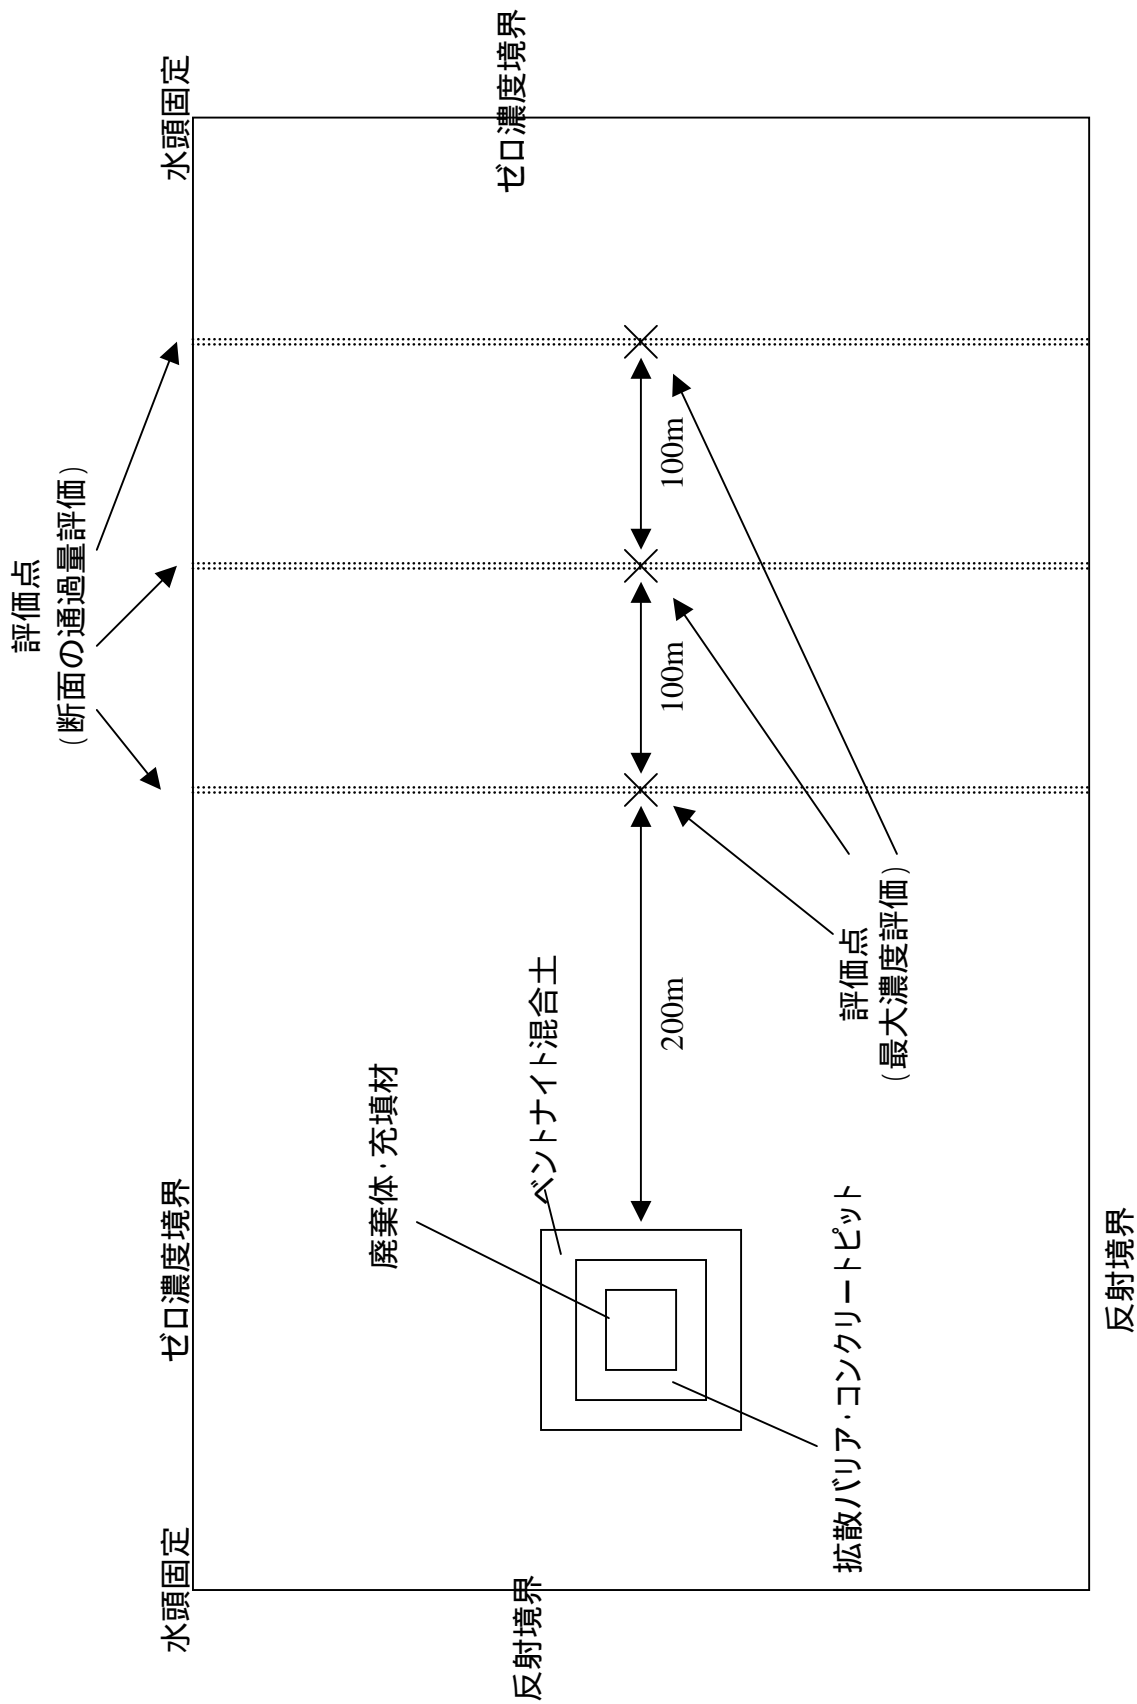 評価点
(断面の通過量評価)
水頭固定
ゼロ濃度境界
水頭固定
廃棄体・充填材
ベントナイト混合土
反射境界
ゼロ濃度境界
200m
100m
100m
拡散バリア・コンクリートピット
評価点
(最大濃度評価)
反射境界